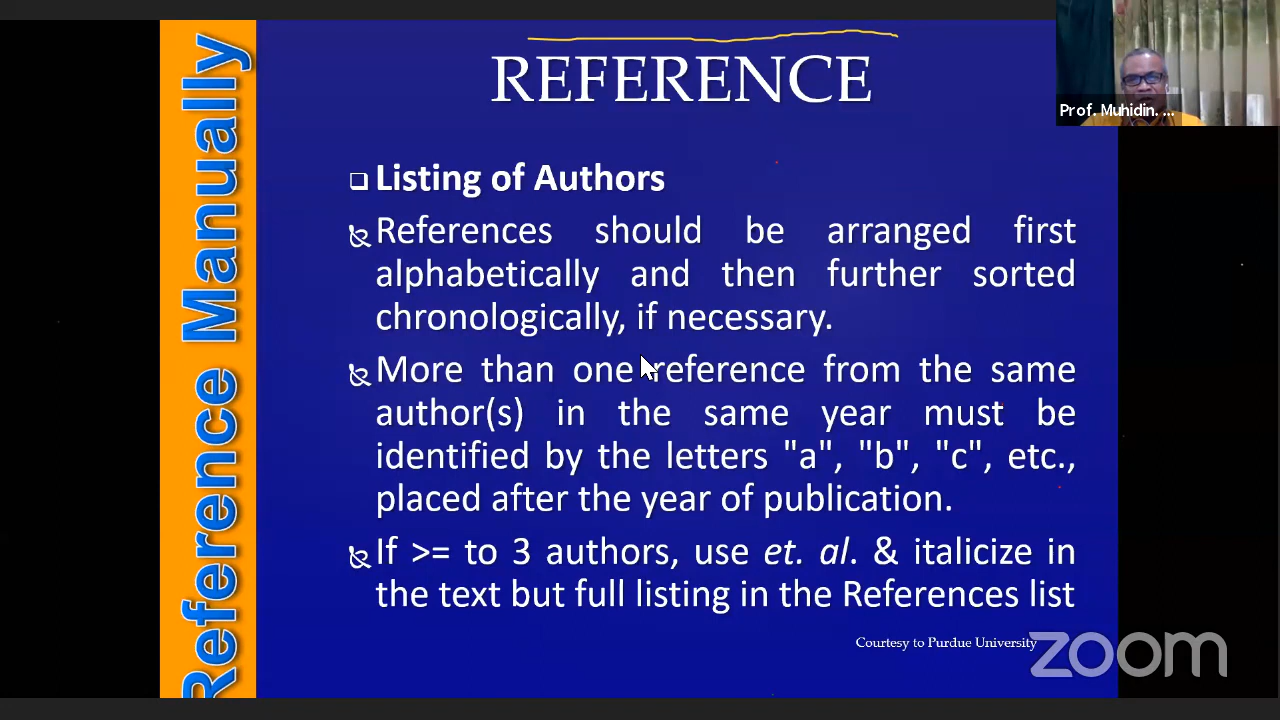 REFERENCE
Prof. Muhidin. ...
Reference Manually
Listing of Authors
References should be arranged first
alphabetically and then further sorted
chronologically, if necessary.
More than one reference from the same
author(s) in the same year must be
identified by the letters "a", "b", "c", etc.,
placed after the year of publication.
If >= to 3 authors, use et. al. & italicize in
the text but full listing in the References list
Courtesy to Purdue University
zoom